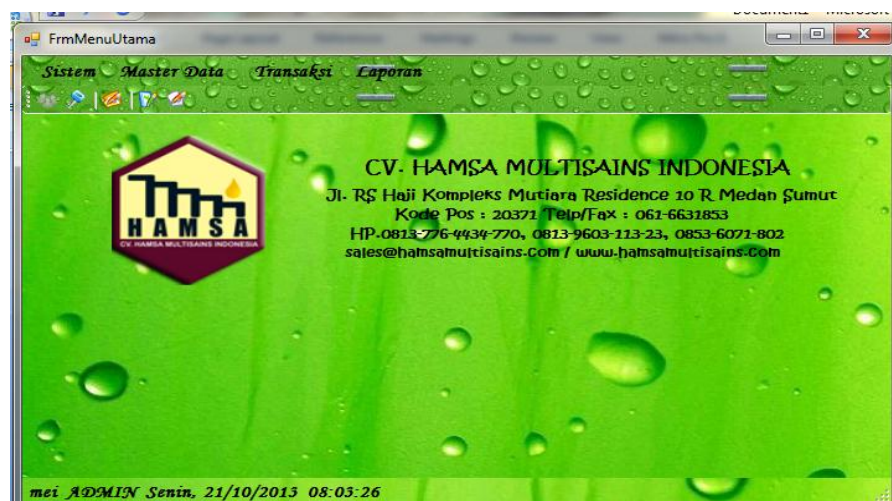 FrmMenuUtama
Sistem Master Data Transaksi Laporan
HAMSA
CV. HAMSA MULTISAINS INDONESIA
CV. HAMSA MULTISAINS INDONESIA
Jl. RS Haji Kompleks Mutiara Residence 10 R Medan Sumut
Kode Pos : 20371 Telp/Fax : 061-6631853
HP.0813-776-4434-770, 0813-9603-113-23, 0853-6071-802
sales@hamsamultisains.Com / www.hamsamultisains.Com
mei ADMIN Senin, 21/10/2013 08:03:26